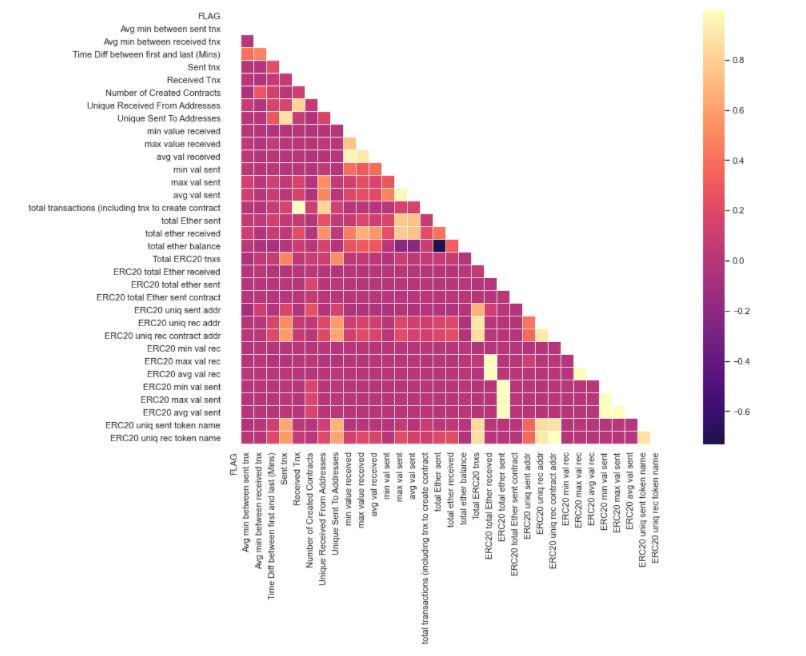 FLAG
Avg min between sent tnx
Avg min between received tnx
Time Diff between first and last (Mins)
Sent tnx
Received Tnx
Number of Created Contracts
Unique Received From Addresses
Unique Sent To Addresses
min value received
max value received
avg val received
min val sent
max val sent
avg val sent
total transactions (including tnx to create contract
total Ether sent
total ether received
total ether balance
Total ERC20 tnxs
ERC20 total Ether received
ERC20 total ether sent
ERC20 total Ether sent contract
ERC20 uniq sent addr
ERC20 uniq rec addr
ERC20 uniq rec contract addr
ERC20 min val rec
ERC20 max val rec
ERC20 avg val rec
ERC20 min val sent
ERC20 max val sent
ERC20 avg val sent
ERC20 uniq sent token name
ERC20 uniq rec token name
FLAG
Avg min between sent tnx
Avg min between received tnx
Time Diff between first and last (Mins)
Sent tnx
Received Tnx
Number of Created Contracts
Unique Received From Addresses
Unique Sent To Addresses
min value received
max value received
avg val received
min val sent
max val sent
avg val sent
total transactions (including tnx to create contract
total Ether sent
total ether received
total ether balance
Total ERC20 tnxs
ERC20 total Ether received
ERC20 total ether sent
ERC20 total Ether sent contract
ERC20 uniq sent addr
ERC20 uniq rec addr
ERC20 uniq rec contract addr
ERC20 min val rec
ERC20 max val rec
ERC20 avg val rec
ERC20 min val sent
ERC20 max val sent
ERC20 avg val sent
ERC20 uniq sent token name
ERC20 uniq rec token name
0.8
0.6
0.4
0.2
0.0
−0.2
−0.4
−0.6